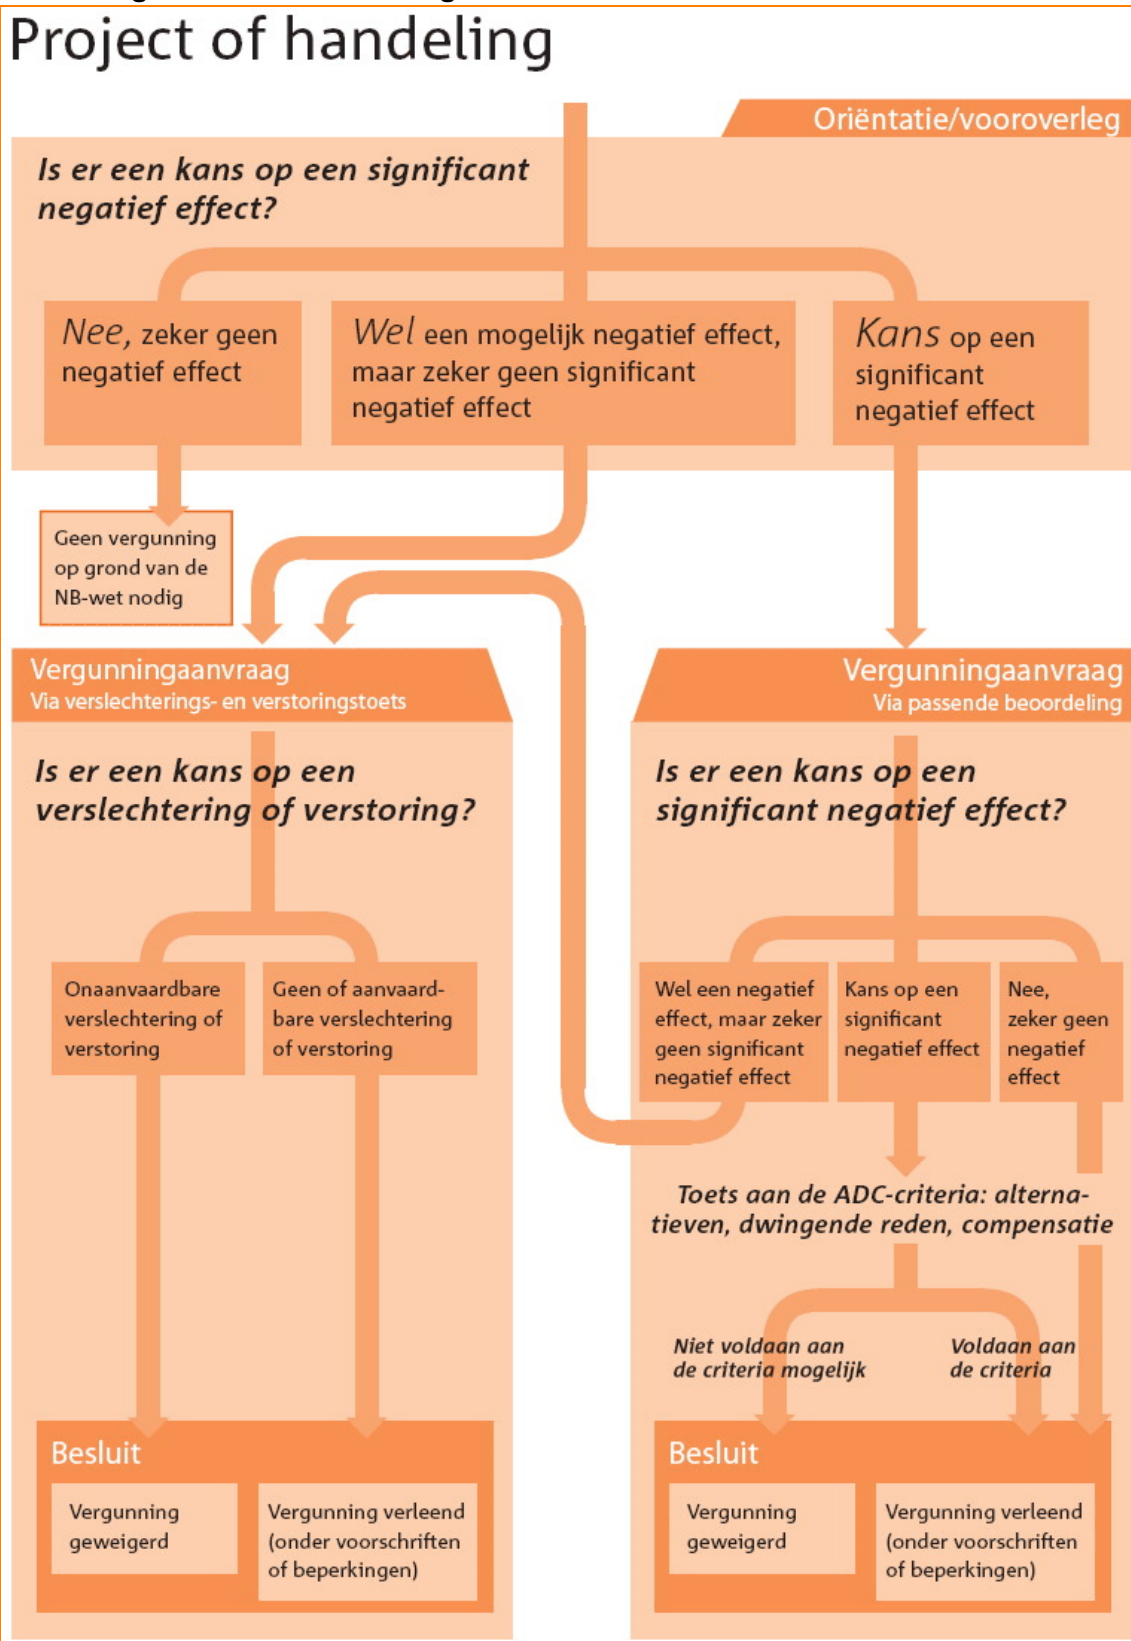 Project of handeling
Oriëntatie/vooroverleg
Is er een kans op een significant
negatief effect?
Nee, zeker geen
negatief effect
Wel een mogelijk negatief effect,
maar zeker geen significant
negatief effect
Kans op een
significant
negatief effect
Geen vergunning
op grond van de
NB-wet nodig
Vergunningaanvraag
Via verslechterings- en verstoringstoets
Is er een kans op een
verslechtering of verstoring?
Onaanvaardbare
verslechtering of
verstoring
Geen of aanvaard-
bare verslechtering
of verstoring
Besluit
Vergunning
geweigerd
Vergunning verleend
(onder voorschriften
of beperkingen)
Vergunningaanvraag
Via passende beoordeling
Is er een kans op een
significant negatief effect?
Wel een negatief
effect, maar zeker
geen significant
negatief effect
Kans op een
significant
negatief effect
Nee,
zeker geen
negatief
effect
Toets aan de ADC-criteria: alterna-
tieven, dwingende reden, compensatie
Niet voldaan aan
de criteria mogelijk
Voldaan aan
de criteria
Besluit
Vergunning
geweigerd
Vergunning verleend
(onder voorschriften
of beperkingen)